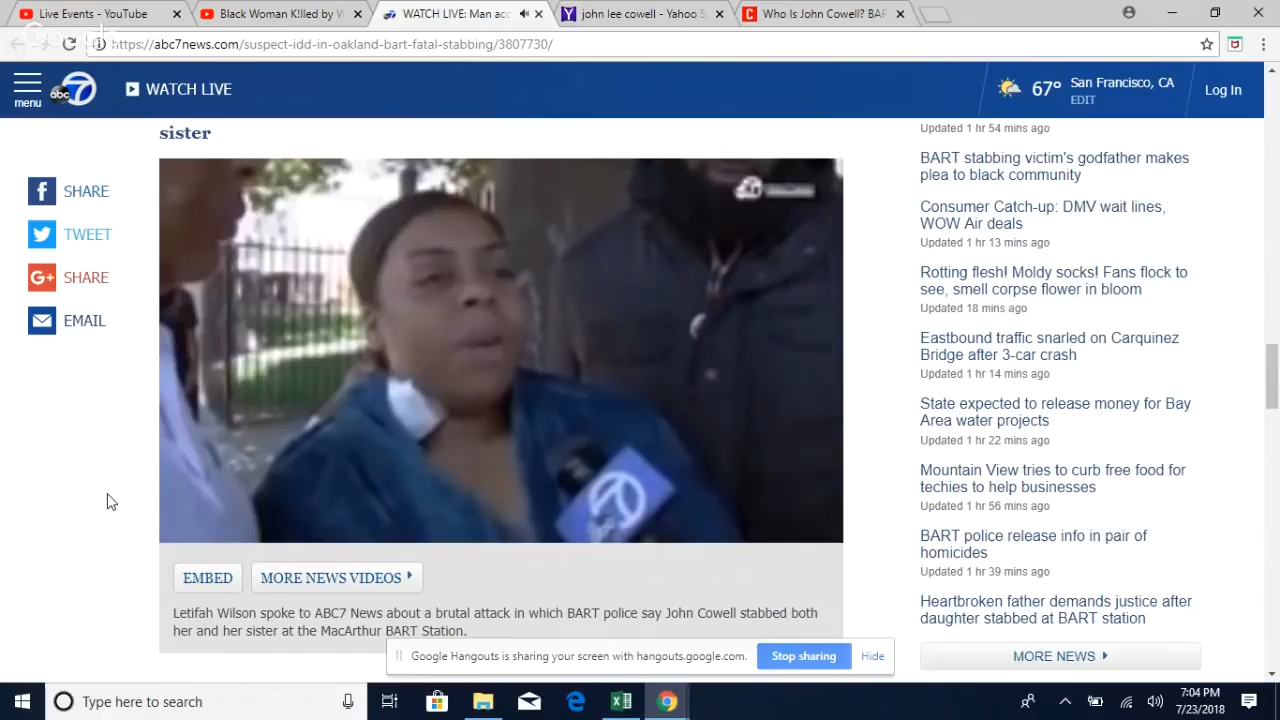 Live Events - YouTube
Black Woman K!lled by W
WATCH LIVE: Man acc
john lee cowell - Yahoo S
Who Is John Cowell? BAR
https://abc7news.com/suspect-idd-in-oakland-bart-fatal-stabbing/3807730/
menu
abc 7
WATCH LIVE
67°
San Francisco, CA
EDIT
Log In
sister
SHARE
TWEET
SHARE
EMAIL
Updated 1 hr 54 mins ago
BART stabbing victim's godfather makes
plea to black community
Consumer Catch-up: DMV wait lines,
WOW Air deals
Updated 1 hr 13 mins ago
Rotting flesh! Moldy socks! Fans flock to
see, smell corpse flower in bloom
Updated 18 mins ago
Eastbound traffic snarled on Carquinez
Bridge after 3-car crash
Updated 1 hr 14 mins ago
State expected to release money for Bay
Area water projects
Updated 1 hr 22 mins ago
Mountain View tries to curb free food for
techies to help businesses
Updated 1 hr 56 mins ago
BART police release info in pair of
homicides
Updated 1 hr 39 mins ago
Heartbroken father demands justice after
daughter stabbed at BART station
MORE NEWS
7
EMBED
MORE NEWS VIDEOS
Letifah Wilson spoke to ABC7 News about a brutal attack in which BART police say John Cowell stabbed both
her and her sister at the MacArthur BART Station.
Google Hangouts is sharing your screen with hangouts.google.com.
Stop sharing
Hide
Type here to search
7:04 PM
7/23/2018